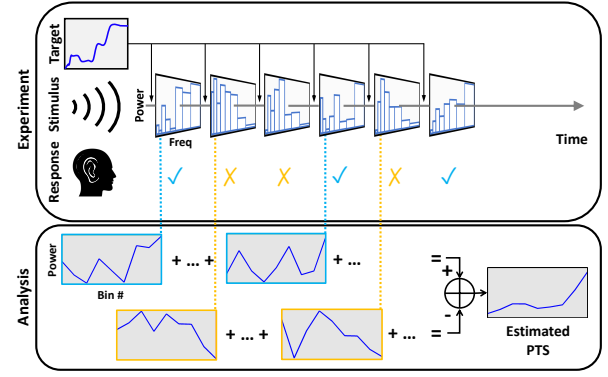 Experiment
Target
Stimulus
Response
Power
Freq
Time
✓ X X ✓ X ✓
Analysis
Power
Bin #
+ ... +
+ ... =
+
-
+ ... +
+ ... =
Estimated
PTS